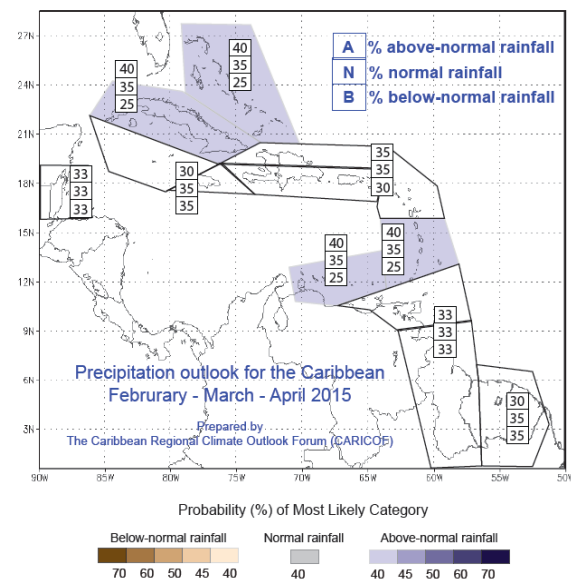 27N
24N
21N
18N
15N
12N
9N
6N
3N
A % above-normal rainfall
N % normal rainfall
B % below-normal rainfall
40
35
25
40
35
25
35
35
30
33
33
33
30
35
35
40
35
25
40
35
25
33
33
33
30
35
35
Precipitation outlook for the Caribbean
Februrary - March - April 2015
Prepared by
The Caribbean Regional Climate Outlook Forum (CARICOF)
90W 85W 80W 75W 70W 65W 60W 55W 50W
Probability (%) of Most Likely Category
Below-normal rainfall Normal rainfall Above-normal rainfall
70 60 50 45 40 40 40 45 50 60 70